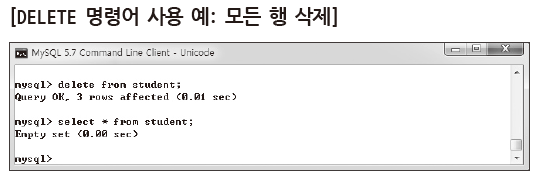 [DELETE 명령어 사용 예: 모든 행 삭제]
MySQL 5.7 Command Line Client - Unicode
mysql> delete from student;
Query OK, 3 rows affected (0.01 sec)
mysql> select * from student;
Empty set (0.00 sec)
mysql>